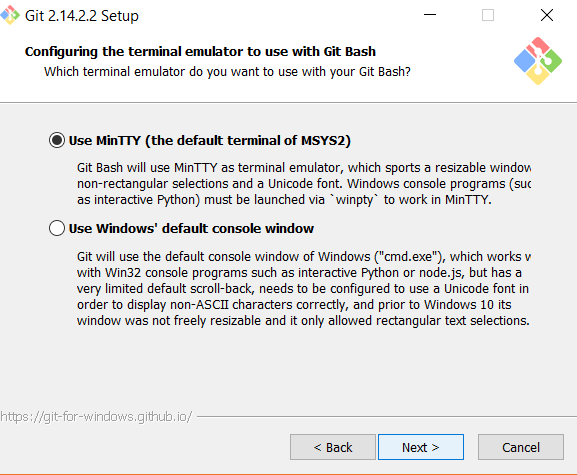 Git 2.14.2.2 Setup
Configuring the terminal emulator to use with Git Bash
Which terminal emulator do you want to use with your Git Bash?
Use MinTTY (the default terminal of MSYS2)
Git Bash will use MinTTY as terminal emulator, which sports a resizable window
non-rectangular selections and a Unicode font. Windows console programs (suc
as interactive Python) must be launched via `winpty` to work in MinTTY.
Use Windows' default console window
Git will use the default console window of Windows ("cmd.exe"), which works w
with Win32 console programs such as interactive Python or node.js, but has a
very limited default scroll-back, needs to be configured to use a Unicode font in
order to display non-ASCII characters correctly, and prior to Windows 10 its
window was not freely resizable and it only allowed rectangular text selections.
https://git-for-windows.github.io/
< Back Next > Cancel